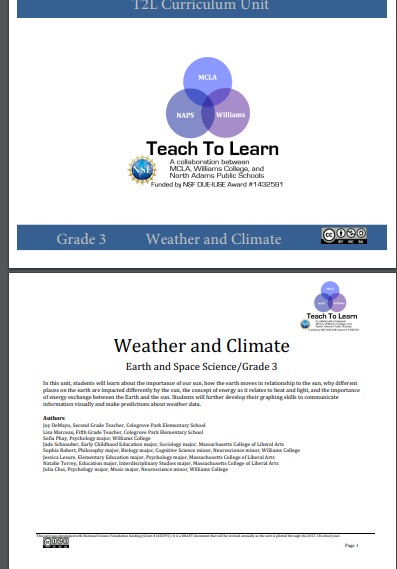 T2L Curriculum Unit
MCLA
NAPS
Williams
Teach To Learn
NSF
A collaboration between
MCLA, Williams College, and
North Adams Public Schools
Funded by NSF DUE-IUSE Award #1432591
Grade 3 Weather and Climate
cc
BY NC SA
Teach To Learn
Weather and Climate
Earth and Space Science/Grade 3
In this unit, students will learn about the importance of our sun, how the earth moves in relationship to the sun, why different
places on the earth are impacted differently by the sun, the concept of energy as it relates to heat and light, and the importance
of energy exchange between the Earth and the sun. Students will further develop their graphing skills to communicate
information visually and make predictions about weather data.
Authors
Joy DeMayo, Second Grade Teacher, Colegrove Park Elementary School
Lisa Marceau, Fifth Grade Teacher, Colegrove Park Elementary School
Sofia Phay, Psychology major, Williams College
Jade Schnauber, Early Childhood Education major, Sociology major, Massachusetts College of Liberal Arts
Sophia Robert, Philosophy major, Biology major, Cognitive Science minor, Neuroscience minor, Williams College
Jessica Lesure, Elementary Education major, Psychology major, Massachusetts College of Liberal Arts
Natalie Torrey, Education major, Interdisciplinary Studies major, Massachusetts College of Liberal Arts
Julia Choi, Psychology major, Music major, Neuroscience minor, Williams College
Page 1